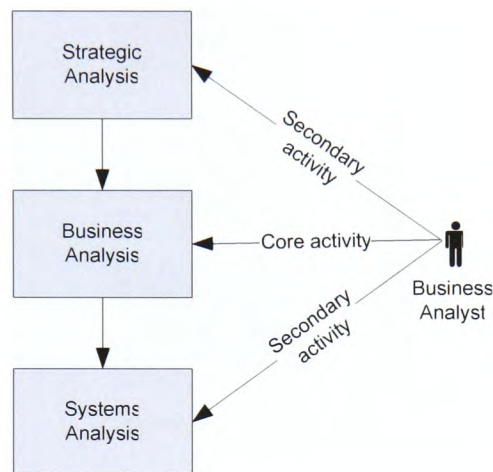 Strategic
Analysis
Secondary
activity
Business
Analysis
Core activity
Business
Analyst
Secondary
activity
Systems
Analysis